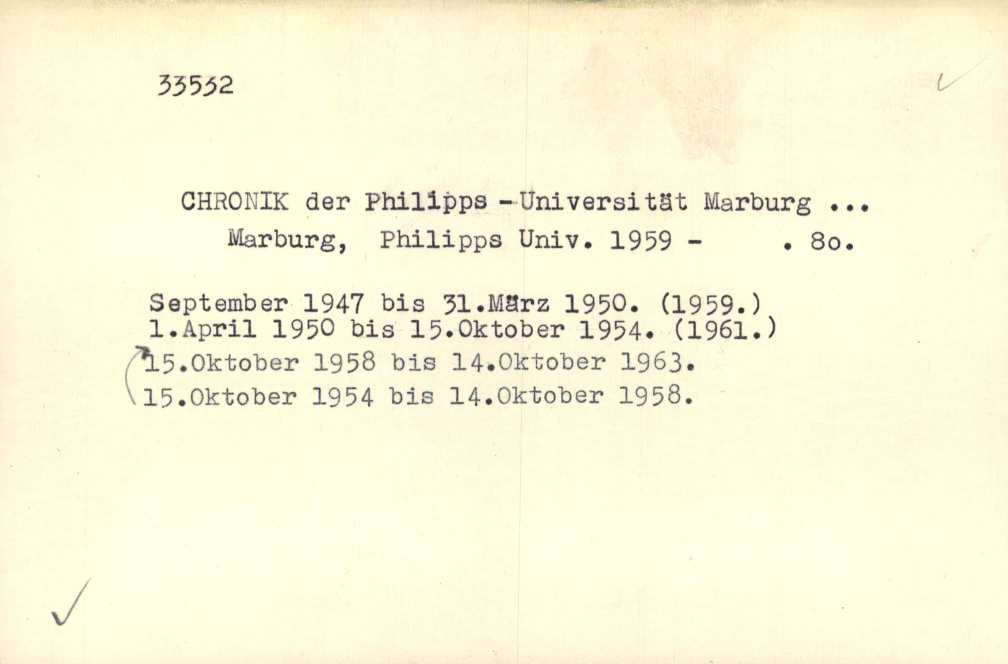 33532
CHRONIK der Philipps - Universität Marburg ...
Marburg, Philipps Univ. 1959 - . 8o.
September 1947 bis 31.März 1950. (1959.)
1.April 1950 bis 15.Oktober 1954. (1961.)
15.Oktober 1958 bis 14.Oktober 1963.
15.Oktober 1954 bis 14.Oktober 1958.